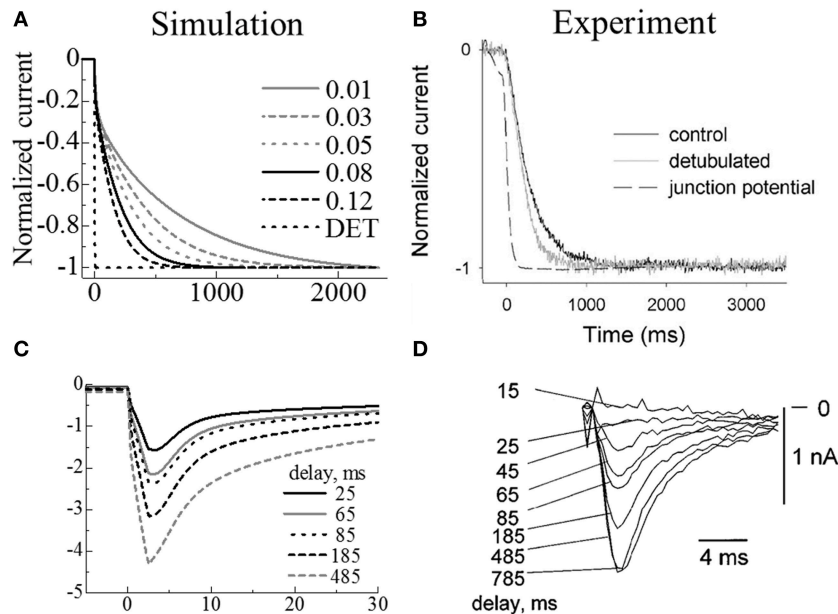 A
Simulation
Normalized current
0
-0.2
-0.4
-0.6
-0.8
-1
0
1000
2000
0.01
0.03
0.05
0.08
0.12
DET
B
Experiment
Normalized current
0
-1
control
detubulated
junction potential
0
1000
2000
3000
Time (ms)
C
0
-1
-2
-3
-4
-5
0
10
20
30
delay, ms
25
65
85
185
485
D
15
25
45
65
85
185
485
785
delay, ms
0
1 nA
4 ms